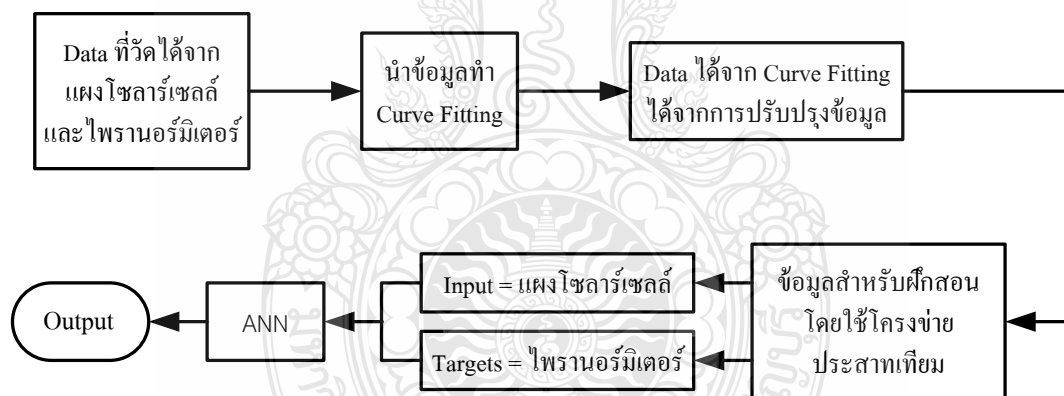 Data ที่วัดได้จาก
แผงโซลาร์เซลล์
และไพรานอร์มิเตอร์
นำข้อมูลทำ
Curve Fitting
Data ได้จาก Curve Fitting
ได้จากการปรับปรุงข้อมูล
ข้อมูลสำหรับฝึกสอน
โดยใช้โครงข่าย
ประสาทเทียม
Input = แผงโซลาร์เซลล์
Targets = ไพรานอร์มิเตอร์
ANN
Output